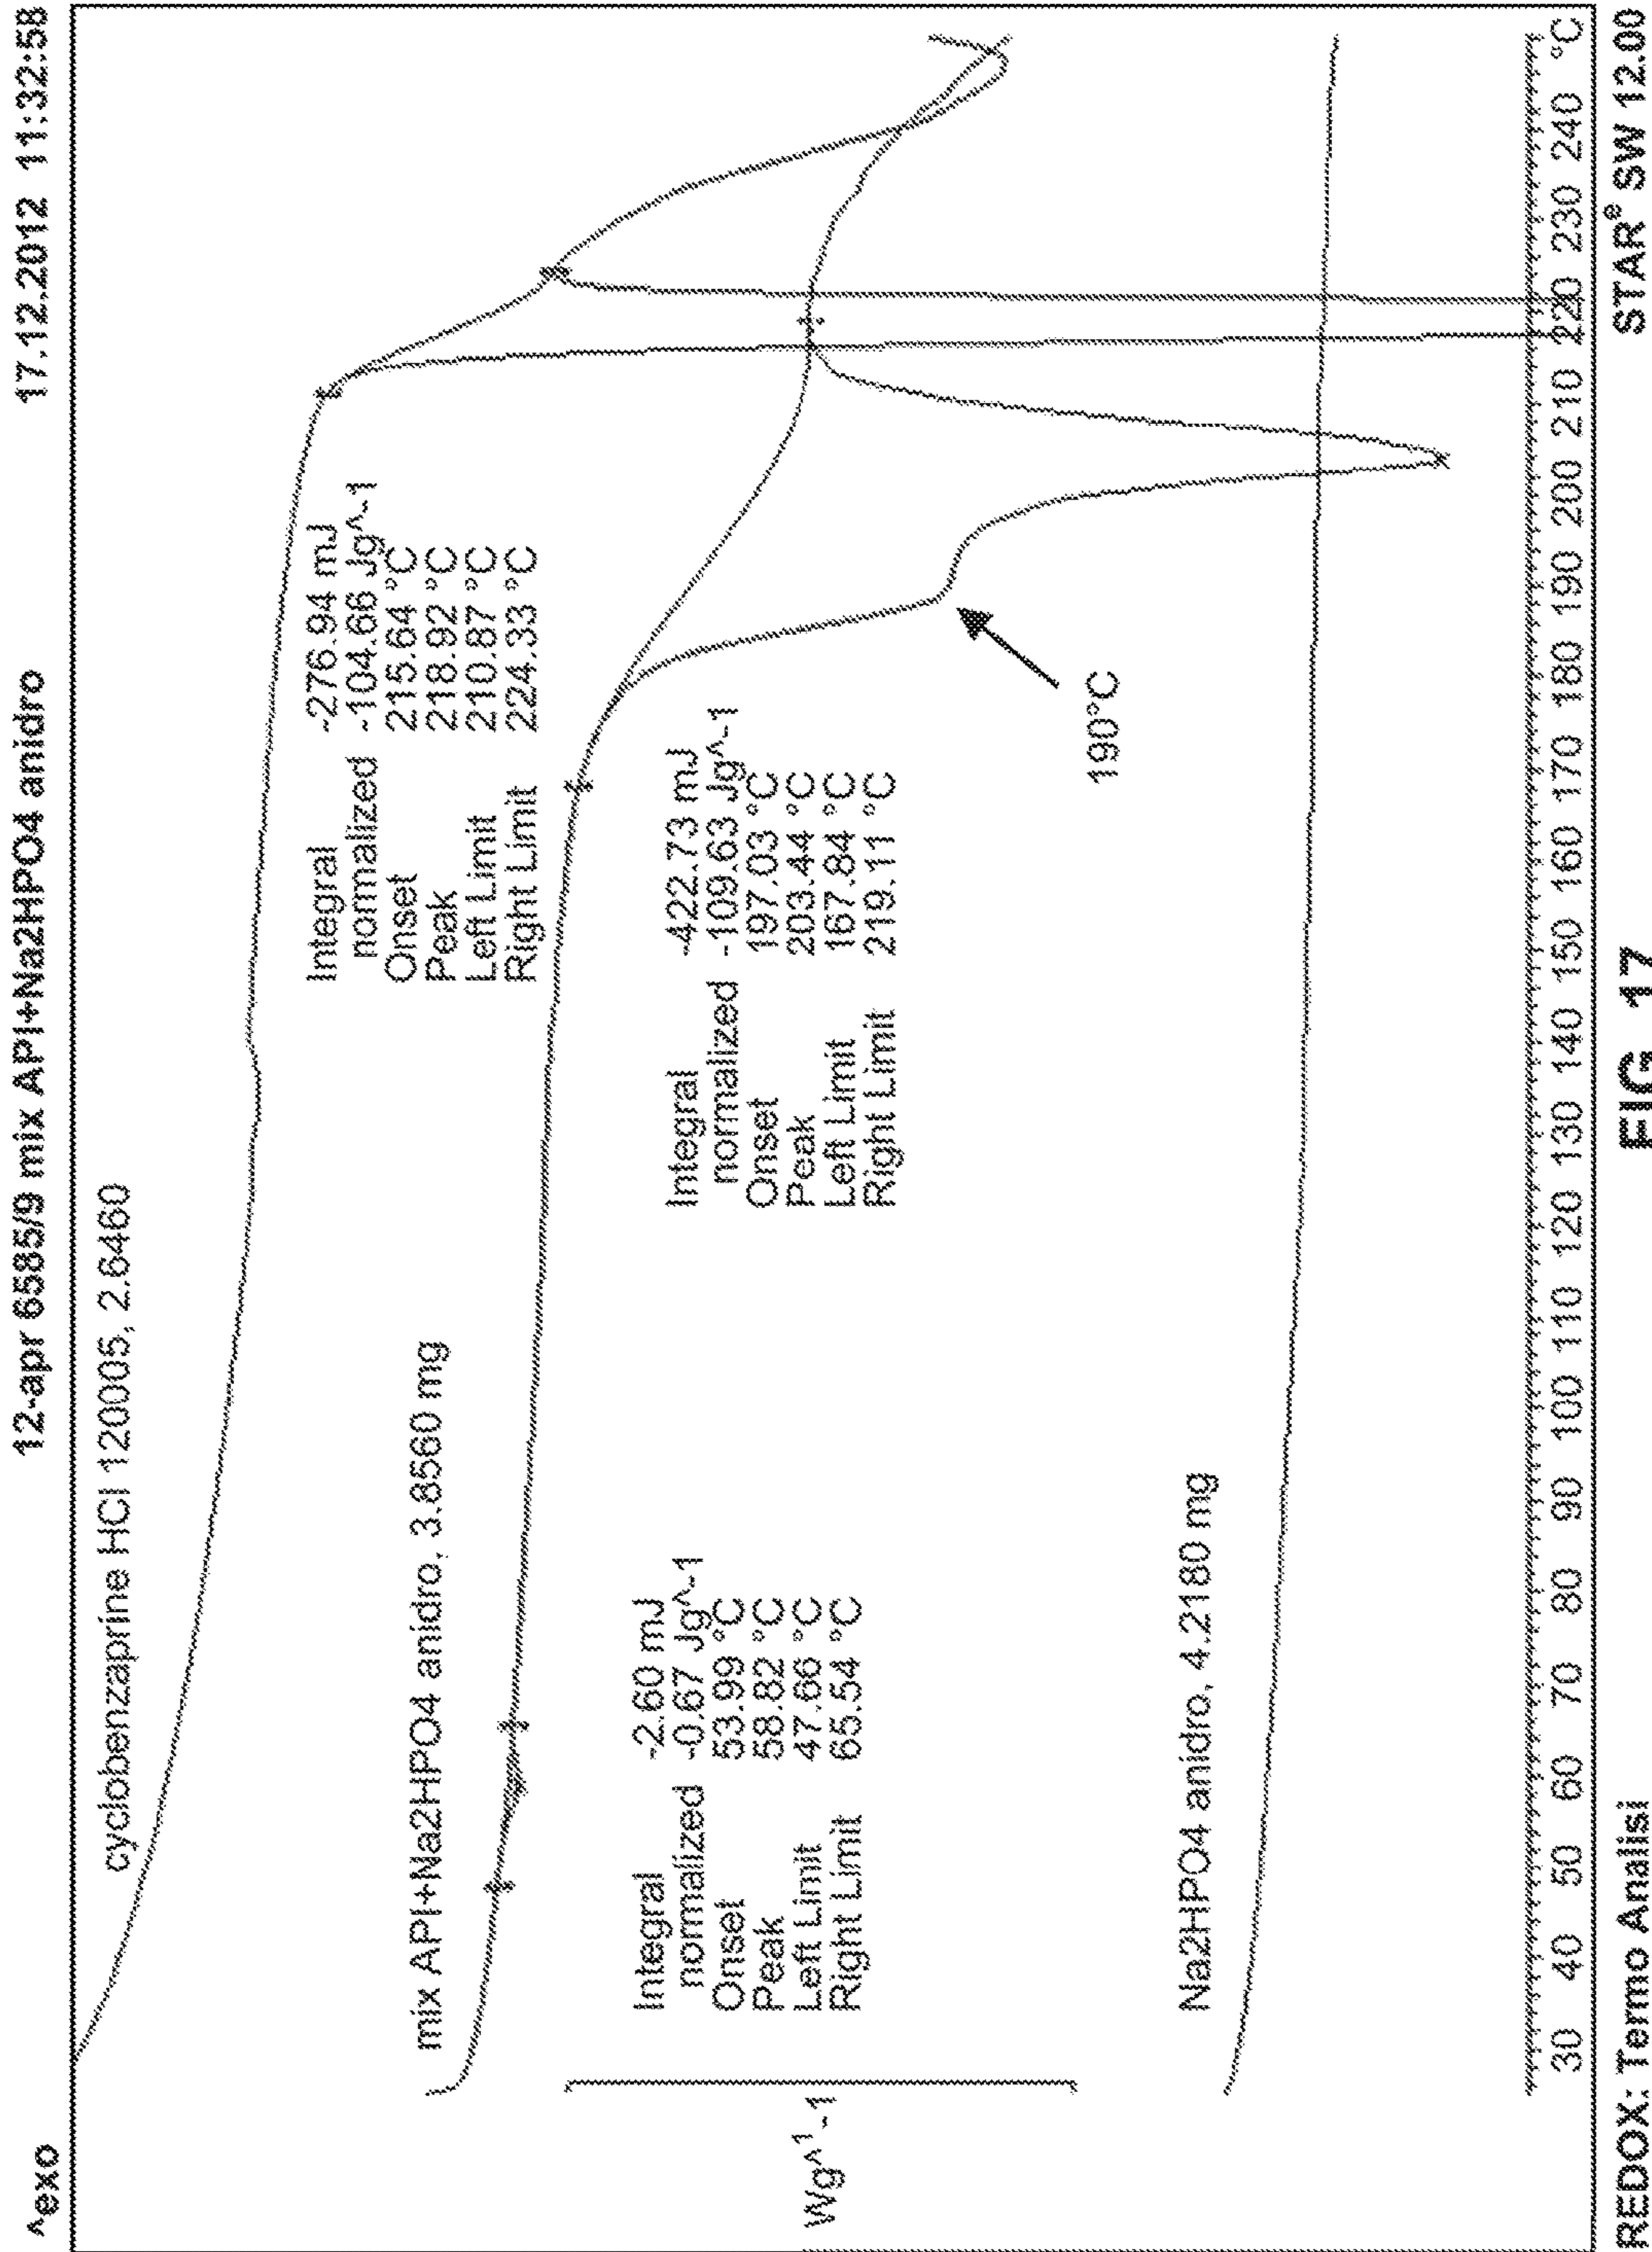 ^exo
12-apr 6585/9 mix API+Na2HPO4 anidro
17.12.2012 11:32:58
cyclobenzaprine HCl 12005, 2.6460
Integral -276.94 mJ
normalized -104.66 Jg^-1
Onset 215.64 °C
Peak 218.92 °C
Left Limit 210.87 °C
Right Limit 224.33 °C
mix API+Na2HPO4 anidro, 3.8560 mg
Integral -2.60 mJ
normalized -0.67 Jg^-1
Onset 53.99 °C
Peak 58.82 °C
Left Limit 47.66 °C
Right Limit 65.54 °C
Integral -422.73 mJ
normalized -109.63 Jg^-1
Onset 197.03 °C
Peak 203.44 °C
Left Limit 167.84 °C
Right Limit 219.11 °C
Wg^1-1
190°C
Na2HPO4 anidro, 4.2180 mg
30 40 50 60 70 80 90 100 110 120 130 140 150 160 170 180 190 200 210 220 230 240 °C
REDOX: Termo Analisi
FIG. 17
STAR® SW 12.00